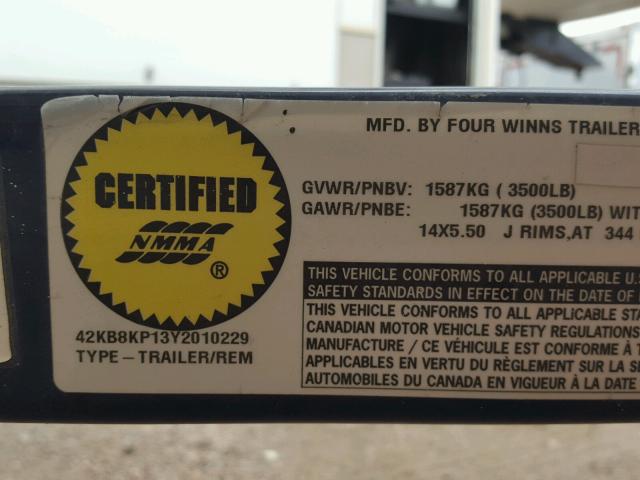 CERTIFIED
NMMA
®
42KB8KP13Y2010229
TYPE - TRAILER/REM
MFD. BY FOUR WINNS TRAILER
GVWR/PNBV: 1587KG ( 3500LB)
GAWR/PNBE: 1587KG (3500LB) WIT
14X5.50 J RIMS,AT 344
THIS VEHICLE CONFORMS TO ALL APPLICABLE U.S
SAFETY STANDARDS IN EFFECT ON THE DATE OF
THIS VEHICLE CONFORMS TO ALL APPLICABLE STA
CANADIAN MOTOR VEHICLE SAFETY REGULATIONS
MANUFACTURE / CE VÉHICULE EST CONFORME À T
APPLICABLES EN VERTU DU RÈGLEMENT SUR LA SÉ
AUTOMOBILES DU CANADA EN VIGUEUR À LA DATE